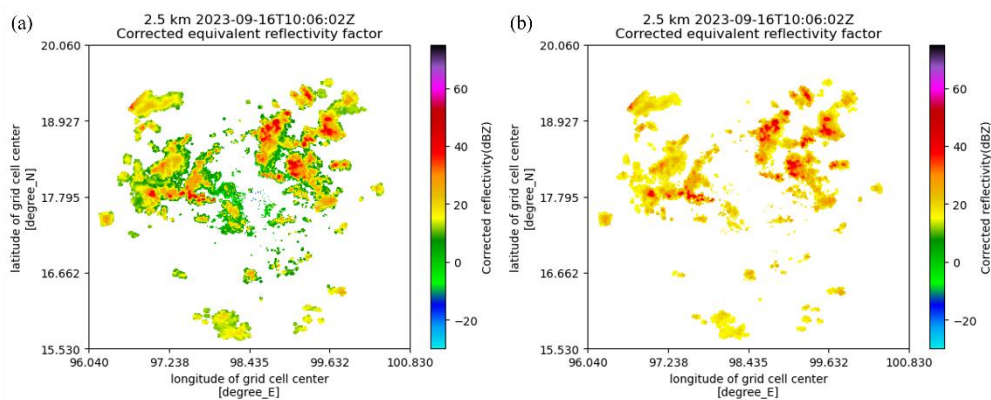 (a)
2.5 km 2023-09-16T10:06:02Z
Corrected equivalent reflectivity factor
20.060
18.927
17.795
16.662
15.530
latitude of grid cell center
[degree_N]
96.040 97.238 98.435 99.632 100.830
longitude of grid cell center
[degree_E]
60
40
20
0
−20
Corrected reflectivity(dBZ)
(b)
2.5 km 2023-09-16T10:06:02Z
Corrected equivalent reflectivity factor
20.060
18.927
17.795
16.662
15.530
latitude of grid cell center
[degree_N]
96.040 97.238 98.435 99.632 100.830
longitude of grid cell center
[degree_E]
60
40
20
0
−20
Corrected reflectivity(dBZ)